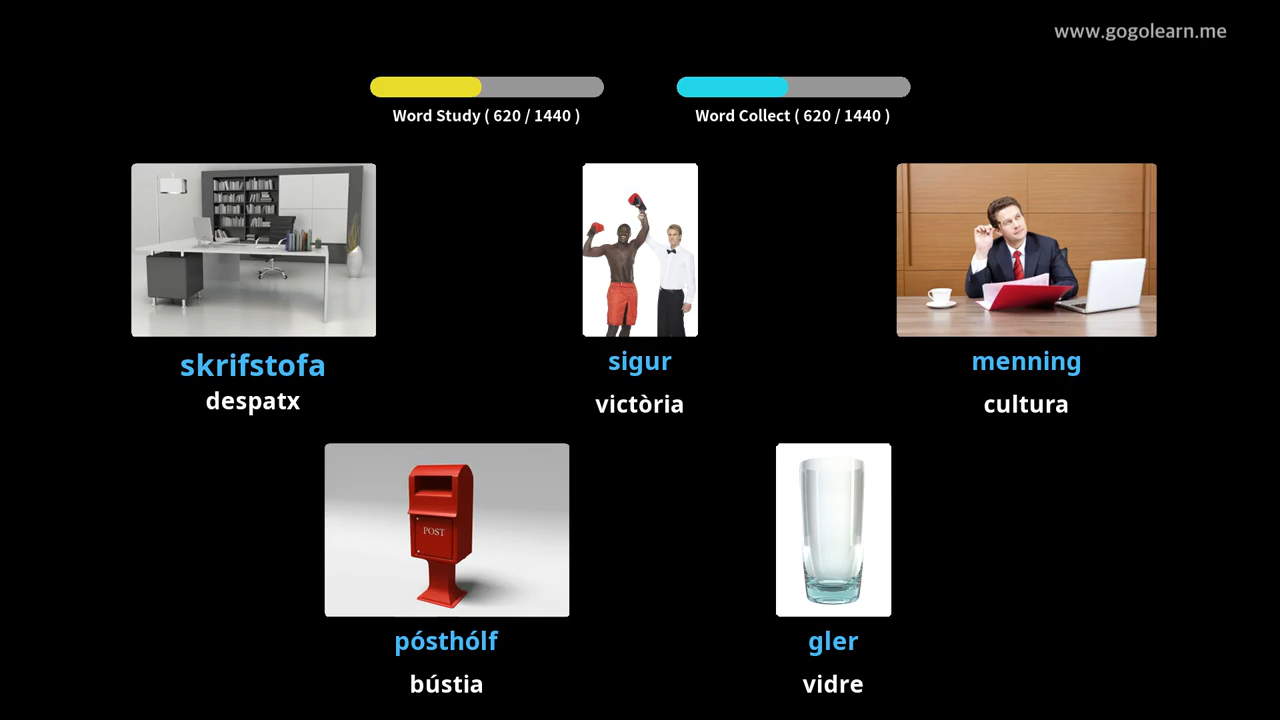 www.gogolearn.me
Word Study ( 620 / 1440 )
Word Collect ( 620 / 1440 )
skrifstofa
despatx
sigur
victòria
menning
cultura
POST
pósthólf
bústia
gler
vidre